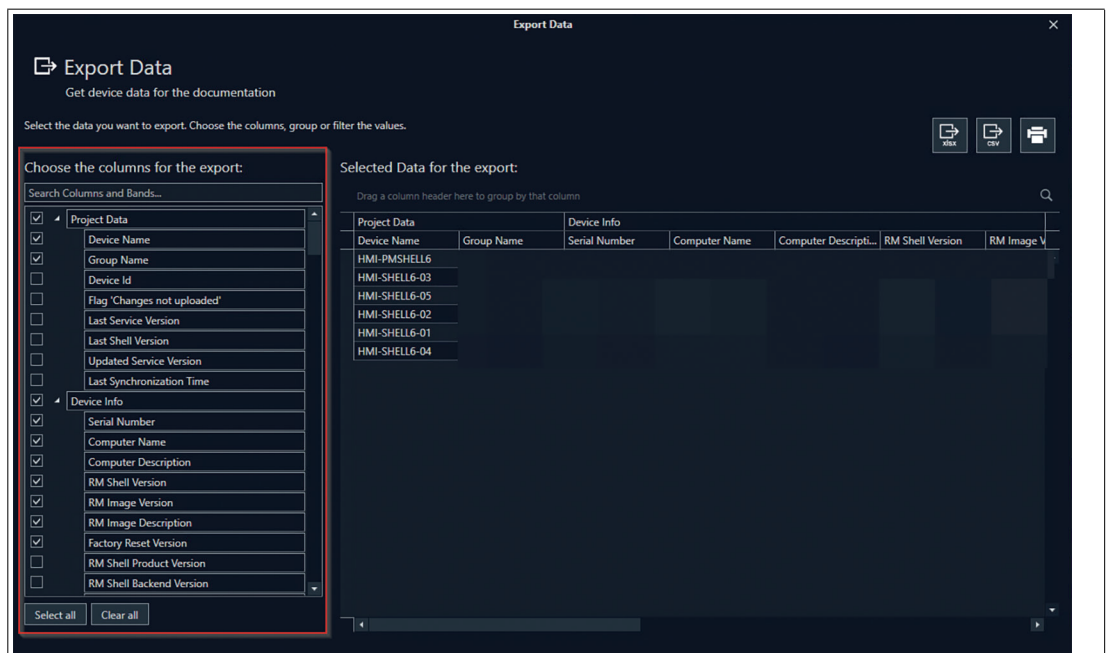 Export Data
Export Data
Get device data for the documentation
Select the data you want to export. Choose the columns, group or filter the values.
xlsx
csv
Choose the columns for the export:
Search Columns and Bands...
Project Data
Device Name
Group Name
Device Id
Flag 'Changes not uploaded'
Last Service Version
Last Shell Version
Updated Service Version
Last Synchronization Time
Device Info
Serial Number
Computer Name
Computer Description
RM Shell Version
RM Image Version
RM Image Description
Factory Reset Version
RM Shell Product Version
RM Shell Backend Version
Select all
Clear all
Selected Data for the export:
Drag a column header here to group by that column
Project Data Device Info
Device Name Group Name Serial Number Computer Name Computer Descripti... RM Shell Version RM Image V
HMI-PMSHELL6
HMI-SHELL6-03
HMI-SHELL6-05
HMI-SHELL6-02
HMI-SHELL6-01
HMI-SHELL6-04